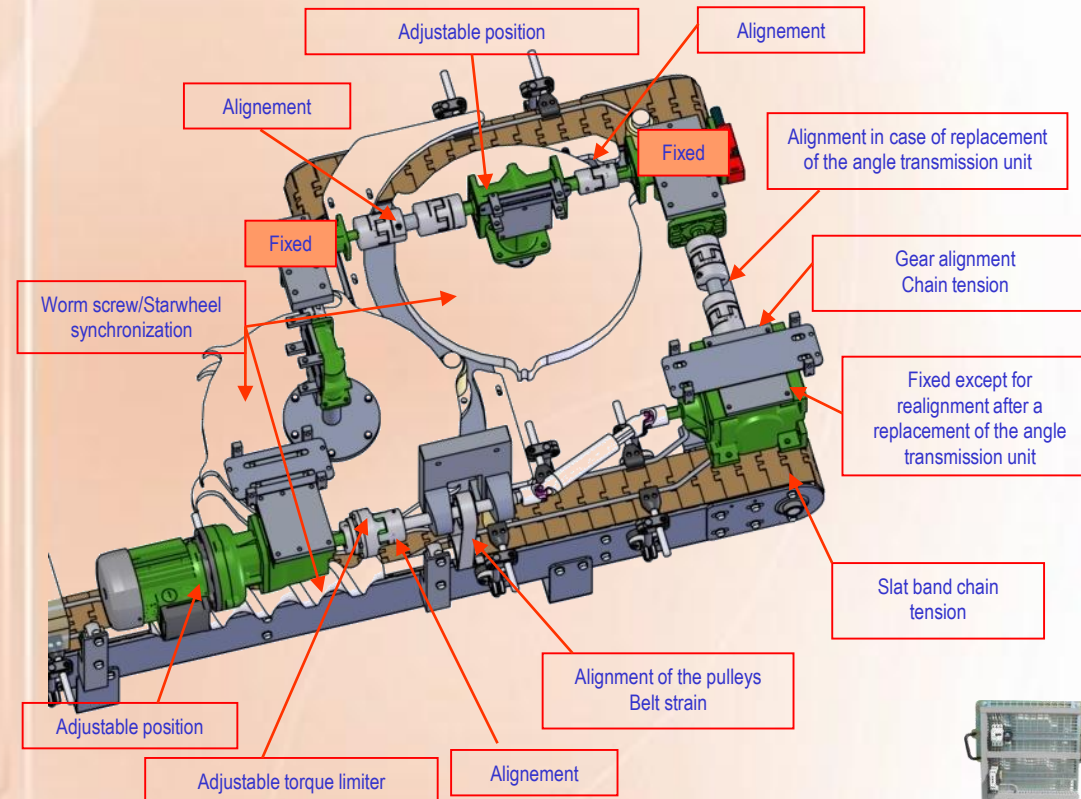 Adjustable position
Alignement
Alignement
Alignment in case of replacement
of the angle transmission unit
Fixed
Fixed
Gear alignment
Chain tension
Worm screw/Starwheel
synchronization
Fixed except for
realignment after a
replacement of the angle
transmission unit
Slat band chain
tension
Alignment of the pulleys
Belt strain
Adjustable position
Adjustable torque limiter
Alignement